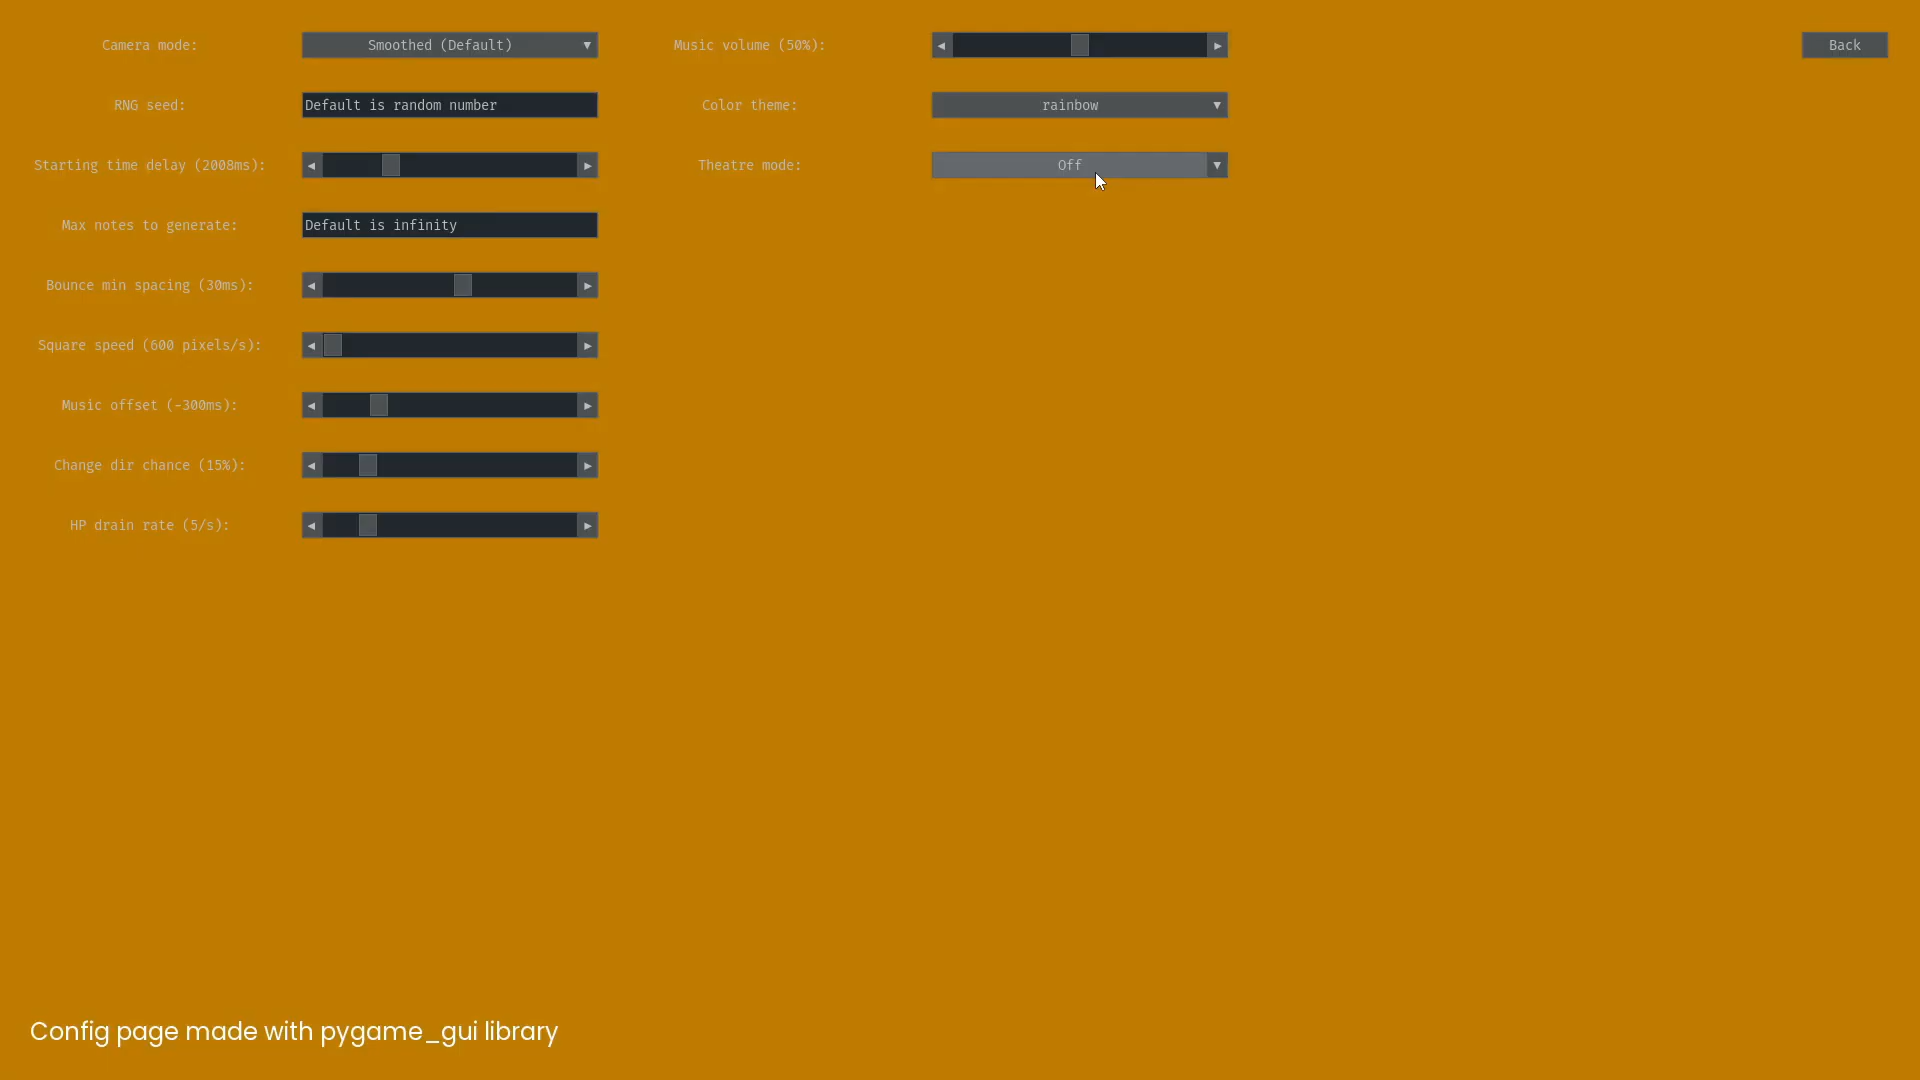 Camera mode: Smoothed (Default) ▼
RNG seed: Default is random number
Starting time delay (2008ms): ◀ ▶
Max notes to generate: Default is infinity
Bounce min spacing (30ms): ◀ ▶
Square speed (600 pixels/s): ◀ ▶
Music offset (-300ms): ◀ ▶
Change dir chance (15%): ◀ ▶
HP drain rate (5/s): ◀ ▶
Music volume (50%): ◀ ▶
Color theme: rainbow ▼
Theatre mode: Off ▼
Back
Config page made with pygame_gui library